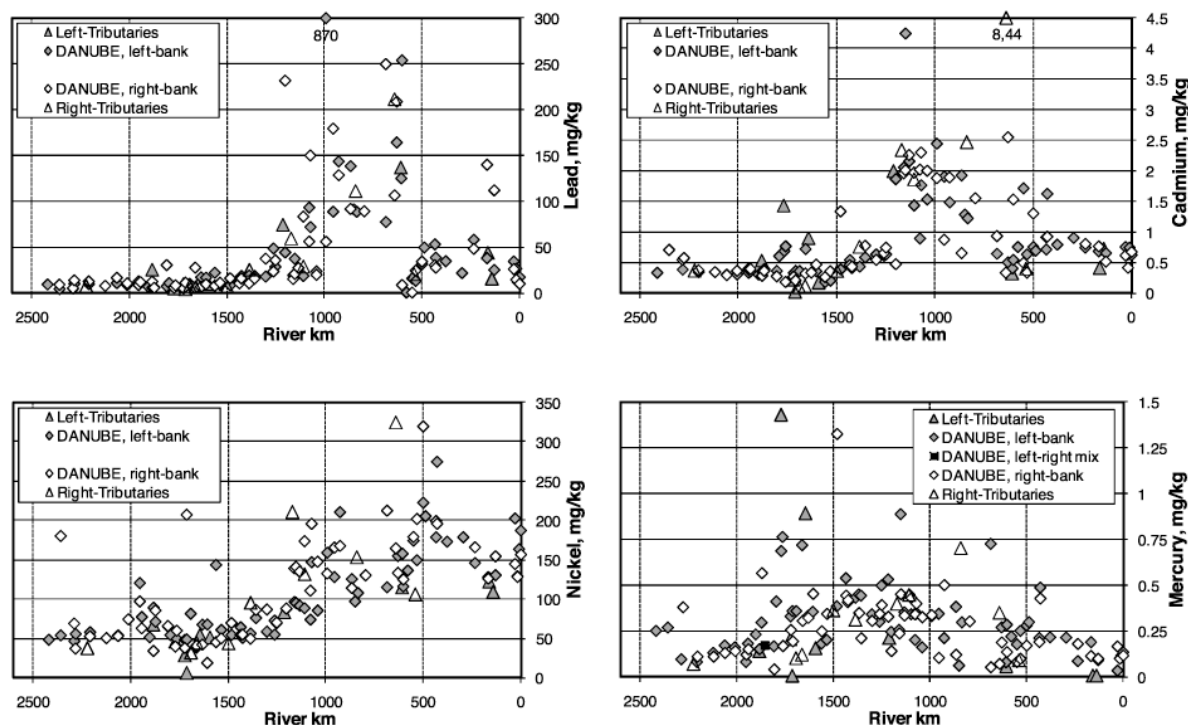 Left-Tributaries
DANUBE, left-bank
DANUBE, right-bank
Right-Tributaries
870
300
250
200
150
100
50
0
Lead, mg/kg
2500 2000 1500 1000 500 0
River km
Left-Tributaries
DANUBE, left-bank
DANUBE, right-bank
Right-Tributaries
8,44
4.5
4
3.5
3
2.5
2
1.5
1
0.5
0
Cadmium, mg/kg
2500 2000 1500 1000 500 0
River km
Left-Tributaries
DANUBE, left-bank
DANUBE, right-bank
Right-Tributaries
350
300
250
200
150
100
50
0
Nickel, mg/kg
2500 2000 1500 1000 500 0
River km
Left-Tributaries
DANUBE, left-bank
DANUBE, left-right mix
DANUBE, right-bank
Right-Tributaries
1.5
1.25
1
0.75
0.5
0.25
0
Mercury, mg/kg
2500 2000 1500 1000 500 0
River km